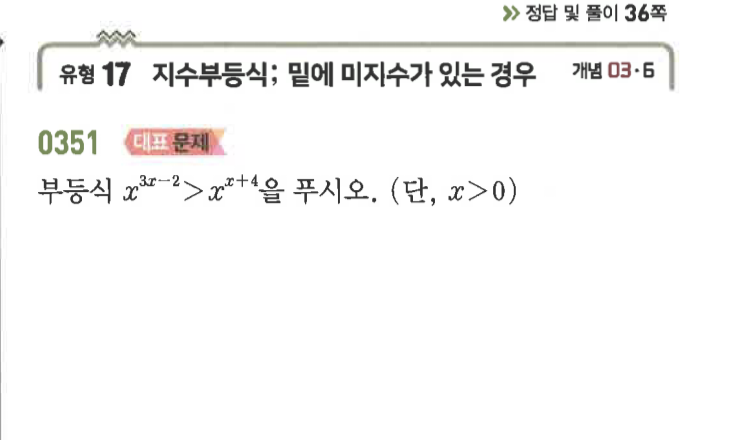 » 정답 및 풀이 36쪽
유형 17 지수부등식; 밑에 미지수가 있는 경우 개념 03·6
0351 대표 문제
부등식 x^{3x-2}>x^{x+4}을 푸시오. (단, x>0)